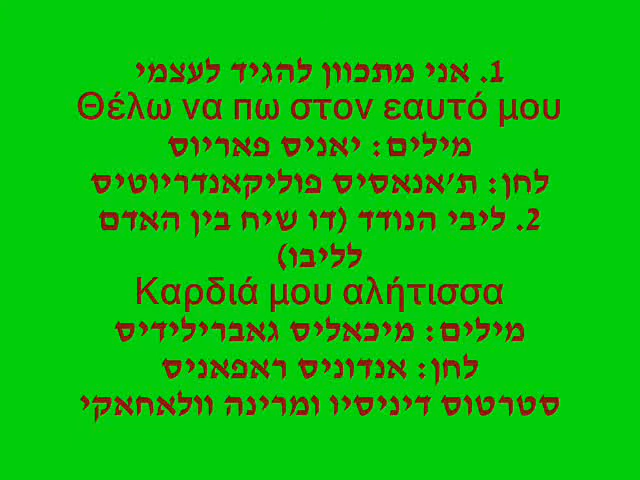 1. אני מתכוון להגיד לעצמי
Θέλω να πω στον εαυτό μου
מילים: יאניס פאריוס
לחן: ת'אנאסיס פוליקאנדריוטיס
2. ליבי הנודד (דו שיח בין האדם
לליבו)
Καρδιά μου αλήτισσα
מילים: מיכאליס גאברילידיס
לחן: אנדוניס ראפאניס
סטרטוס דיניסיו ומרינה וולאחאקי